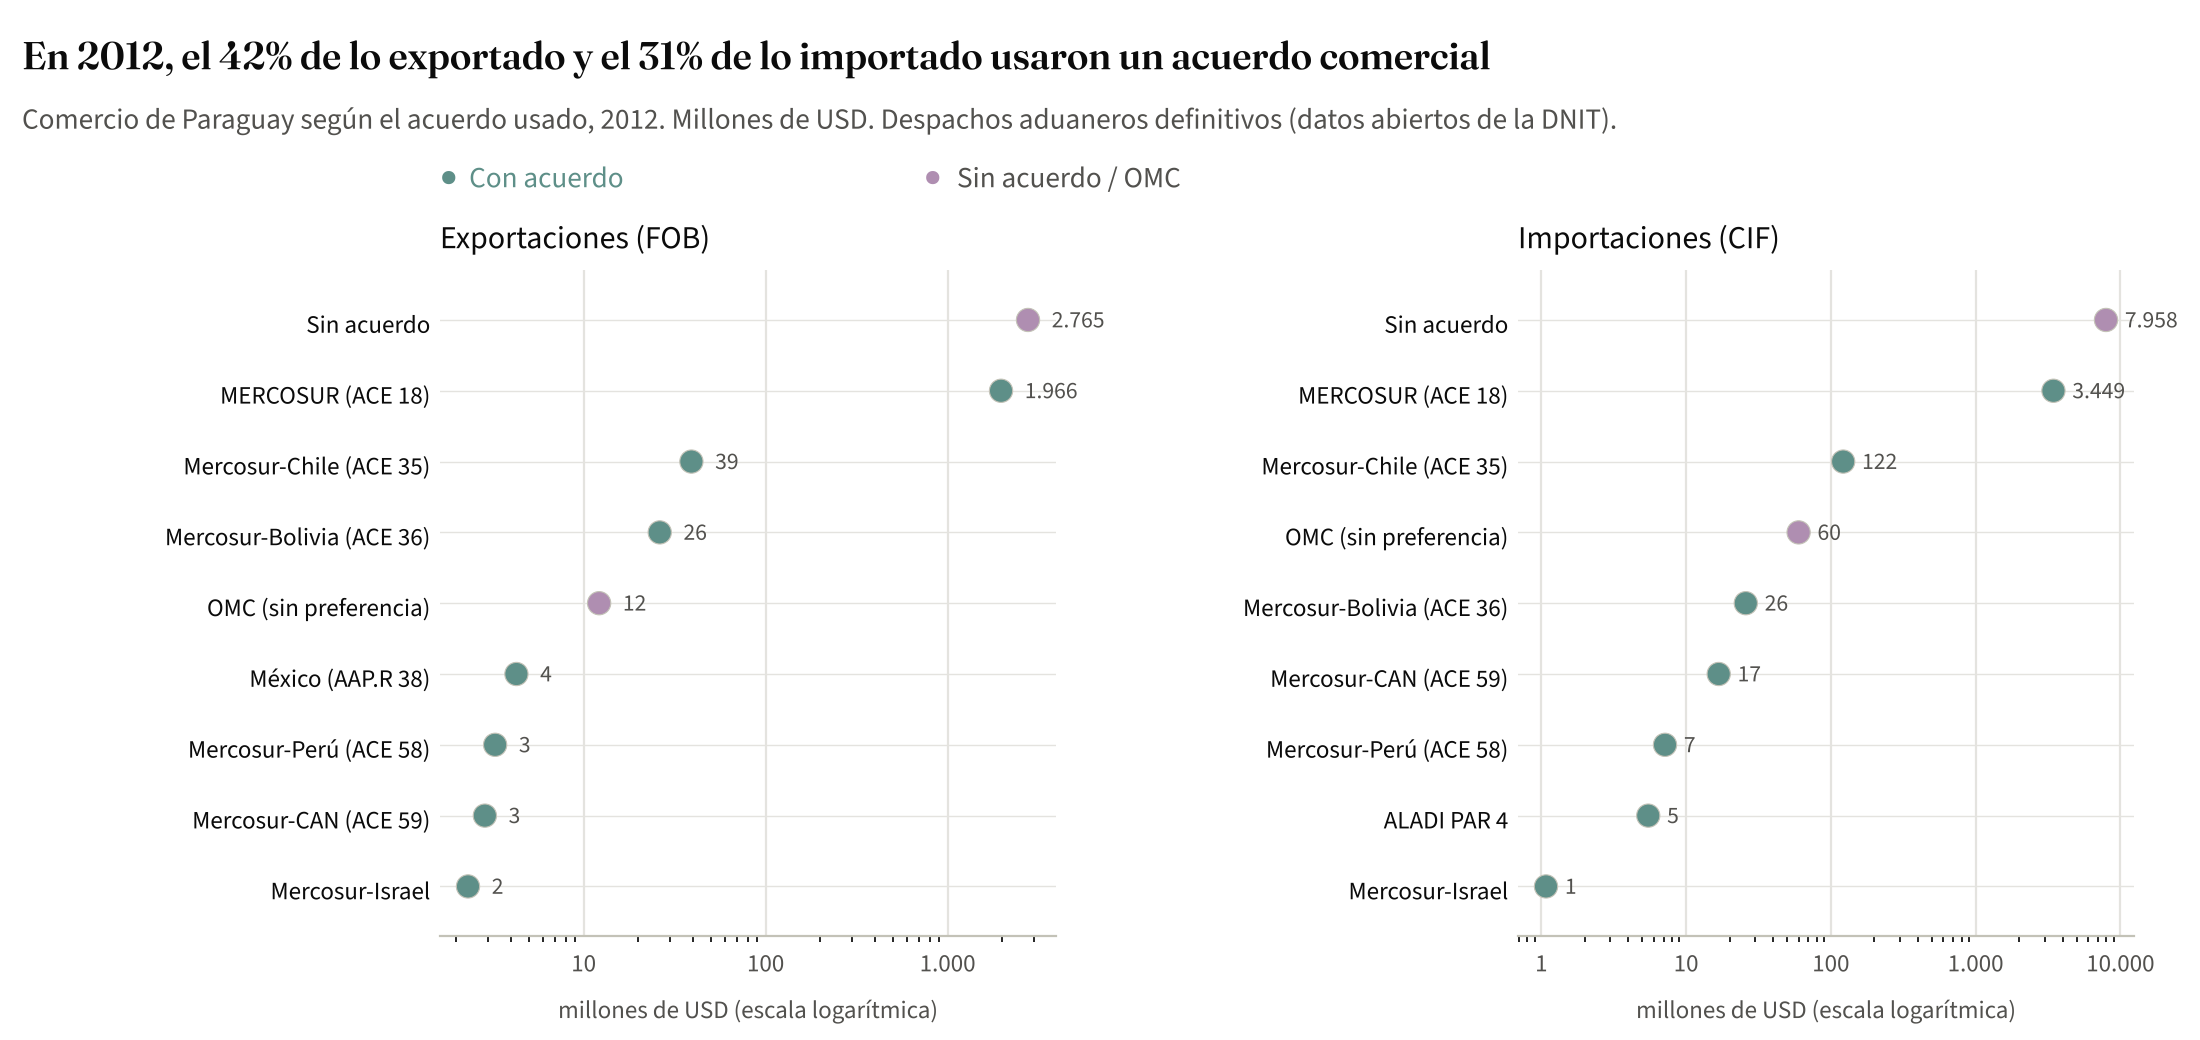 En 2012, el 42% de lo exportado y el 31% de lo importado usaron un acuerdo comercial
Comercio de Paraguay según el acuerdo usado, 2012. Millones de USD. Despachos aduaneros definitivos (datos abiertos de la DNIT).
Con acuerdo
Sin acuerdo / OMC
Exportaciones (FOB)
Sin acuerdo 2.765
MERCOSUR (ACE 18) 1.966
Mercosur-Chile (ACE 35) 39
Mercosur-Bolivia (ACE 36) 26
OMC (sin preferencia) 12
México (AAP.R 38) 4
Mercosur-Perú (ACE 58) 3
Mercosur-CAN (ACE 59) 3
Mercosur-Israel 2
10 100 1.000
millones de USD (escala logarítmica)
Importaciones (CIF)
Sin acuerdo 7.958
MERCOSUR (ACE 18) 3.449
Mercosur-Chile (ACE 35) 122
OMC (sin preferencia) 60
Mercosur-Bolivia (ACE 36) 26
Mercosur-CAN (ACE 59) 17
Mercosur-Perú (ACE 58) 7
ALADI PAR 4 5
Mercosur-Israel 1
1 10 100 1.000 10.000
millones de USD (escala logarítmica)